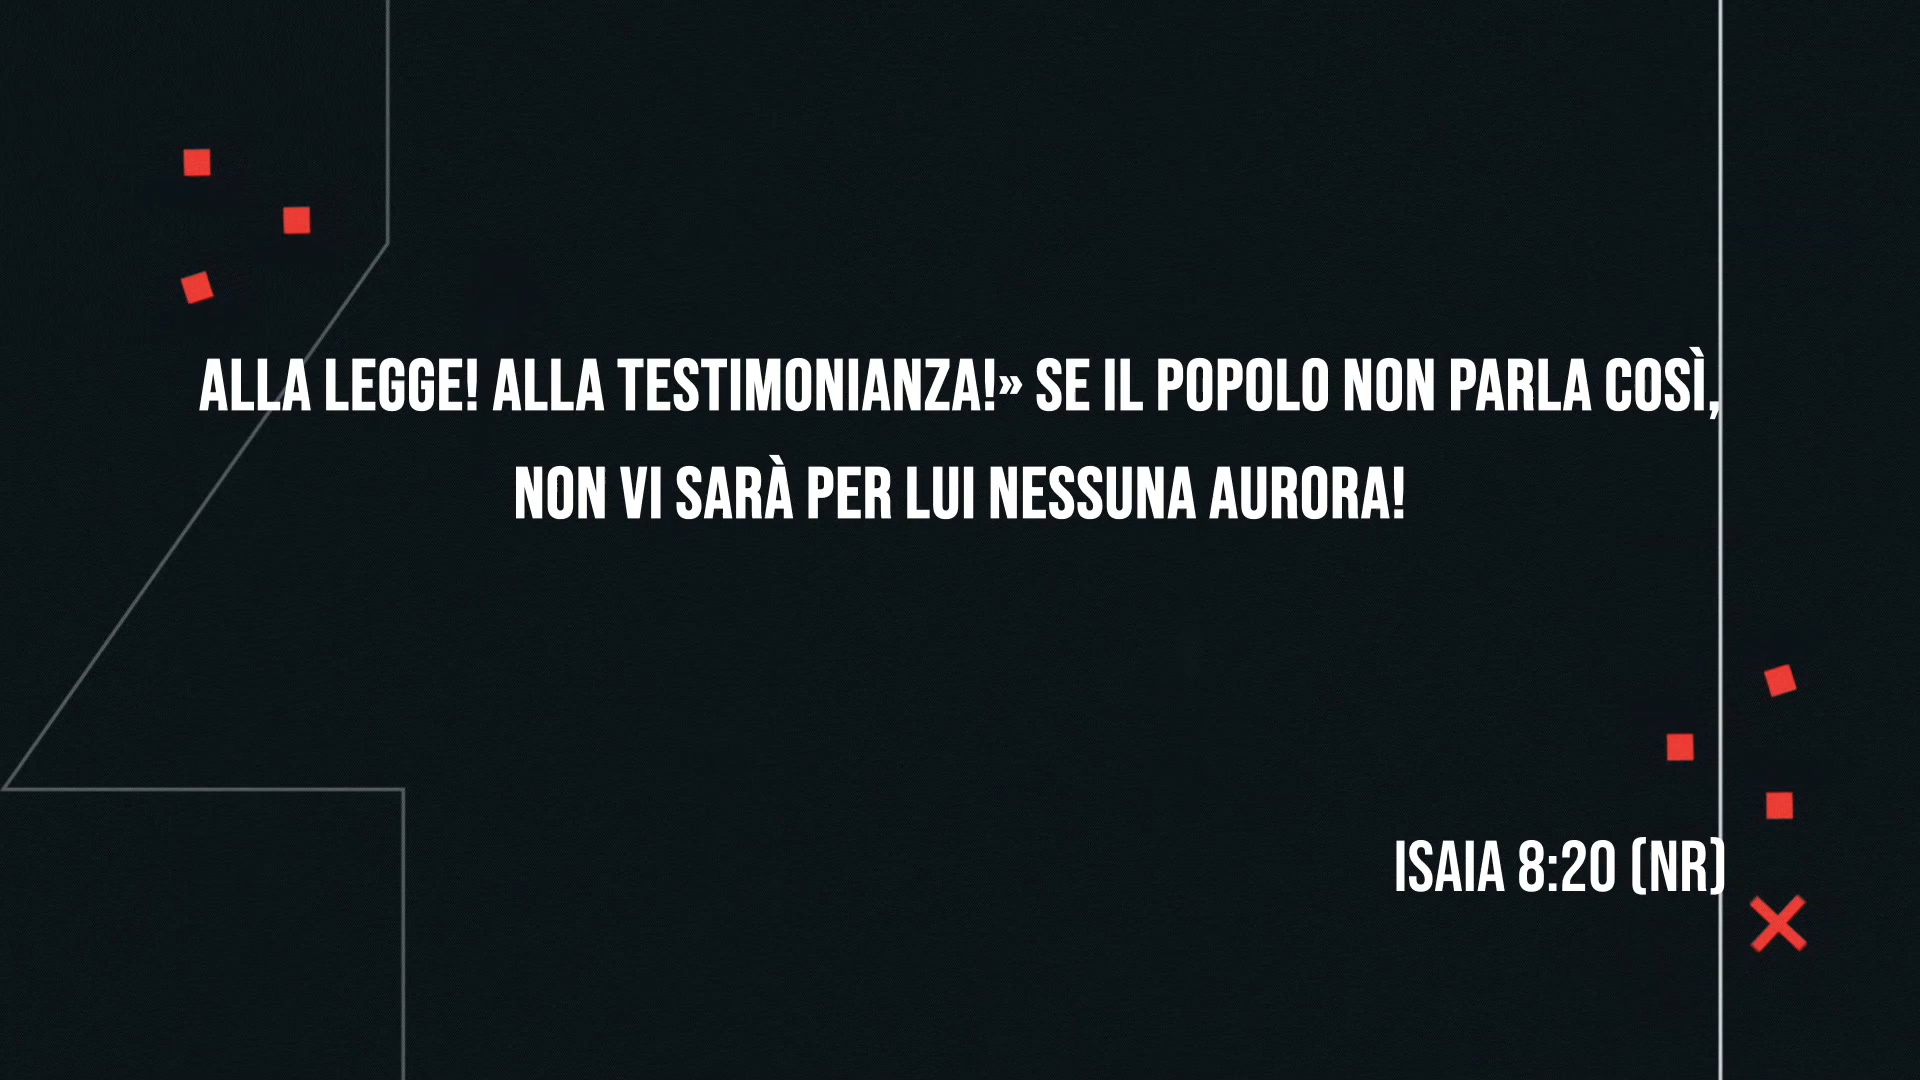 ALLA LEGGE! ALLA TESTIMONIANZA!» SE IL POPOLO NON PARLA COSÌ,
NON VI SARÀ PER LUI NESSUNA AURORA!
ISAIA 8:20 (NR)